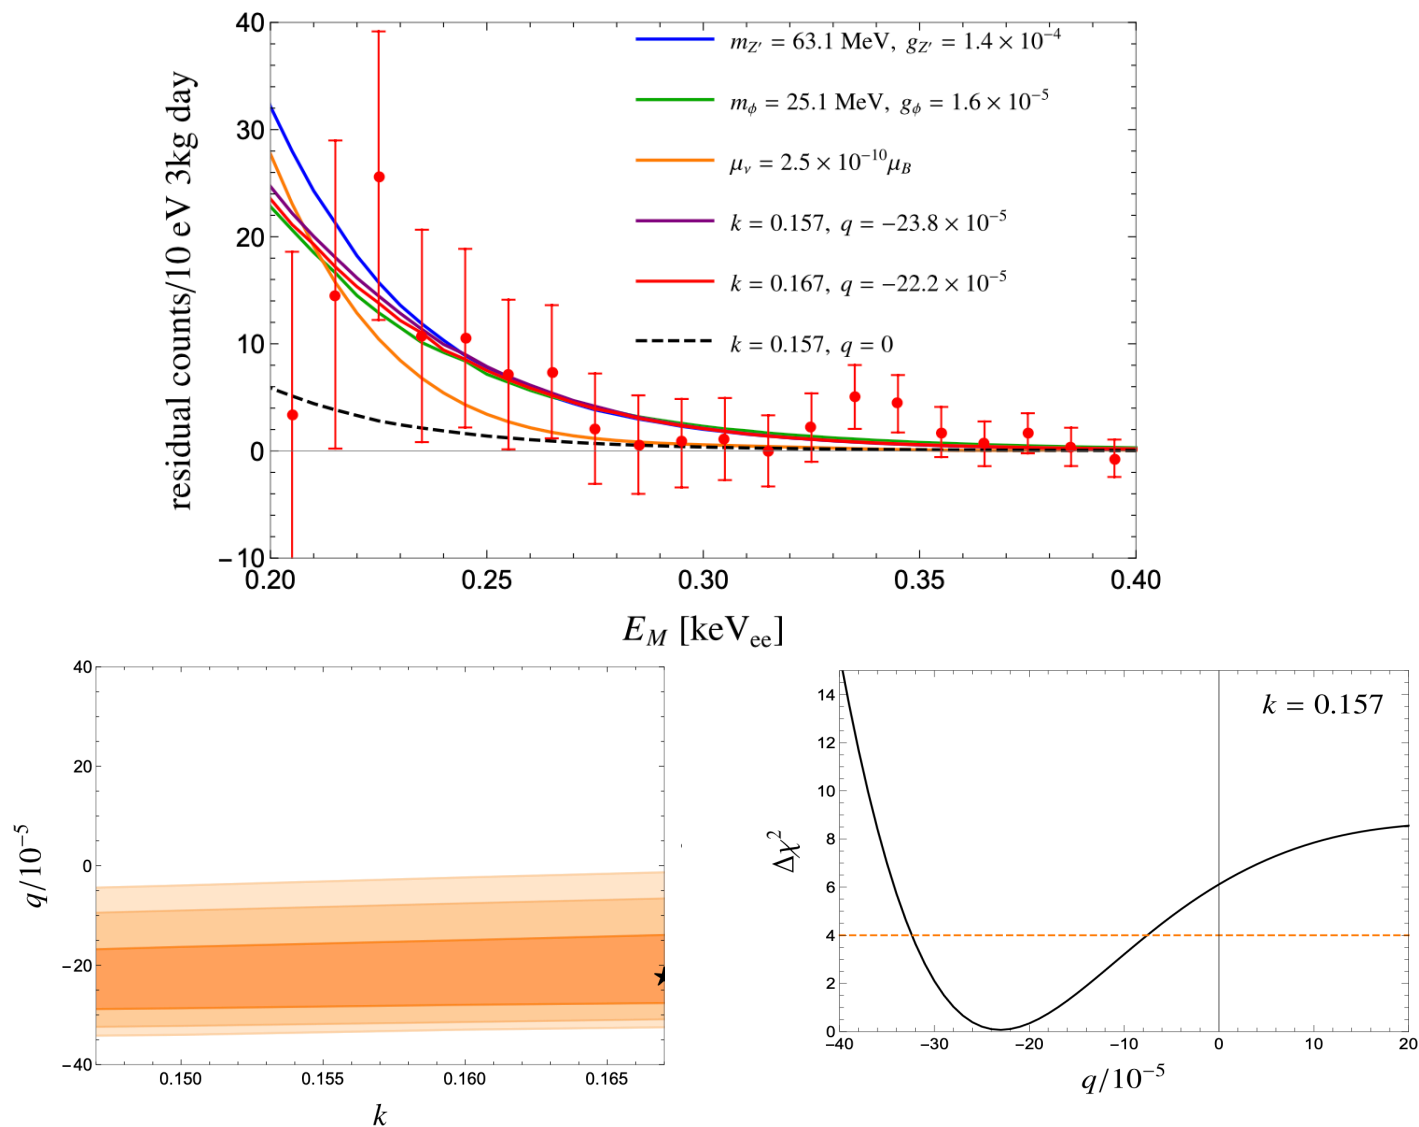 40
30
20
10
0
−10
0.20
0.25
0.30
0.35
0.40
residual counts/10 eV 3kg day
E_M [keV_ee]
m_Z′ = 63.1 MeV, g_Z′ = 1.4 × 10⁻⁴
m_ϕ = 25.1 MeV, g_ϕ = 1.6 × 10⁻⁵
μ_ν = 2.5 × 10⁻¹⁰ μ_B
k = 0.157, q = −23.8 × 10⁻⁵
k = 0.167, q = −22.2 × 10⁻⁵
k = 0.157, q = 0
40
20
0
−20
−40
0.150
0.155
0.160
0.165
q/10⁻⁵
k
14
12
10
8
6
4
2
0
−40
−30
−20
−10
0
10
20
Δχ²
q/10⁻⁵
k = 0.157